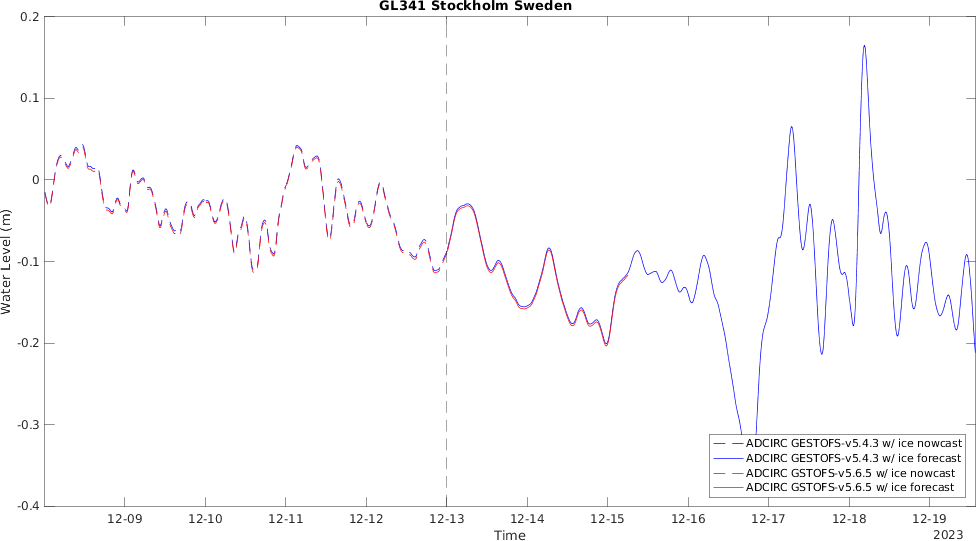 GL341 Stockholm Sweden
0.2
0.1
0
-0.1
-0.2
-0.3
-0.4
Water Level (m)
ADCIRC GESTOFS-v5.4.3 w/ ice nowcast
ADCIRC GESTOFS-v5.4.3 w/ ice forecast
ADCIRC GSTOFS-v5.6.5 w/ ice nowcast
ADCIRC GSTOFS-v5.6.5 w/ ice forecast
12-09 12-10 12-11 12-12 12-13 12-14 12-15 12-16 12-17 12-18 12-19
Time
2023